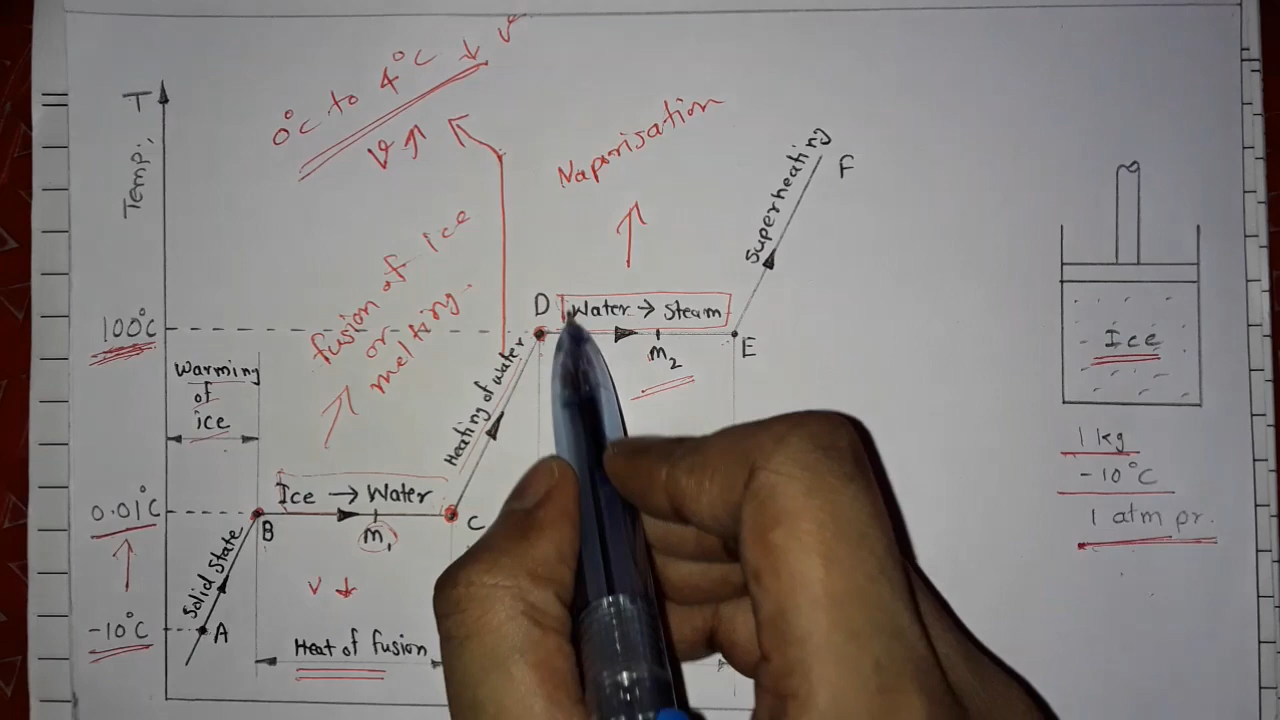 0°C to 4°C ↓ v
v ↑
Temp, T
Vaporisation
fusion of ice
or
melting.
Superheating
F
100°C
D
Water → Steam
m₂
E
warming
of
ice
Heating of water
Ice → Water
0.01°C
B
m₁
C
Solid State
v ↓
-10°C
A
Heat of fusion
Ice
1 kg
-10°C
1 atm pr.